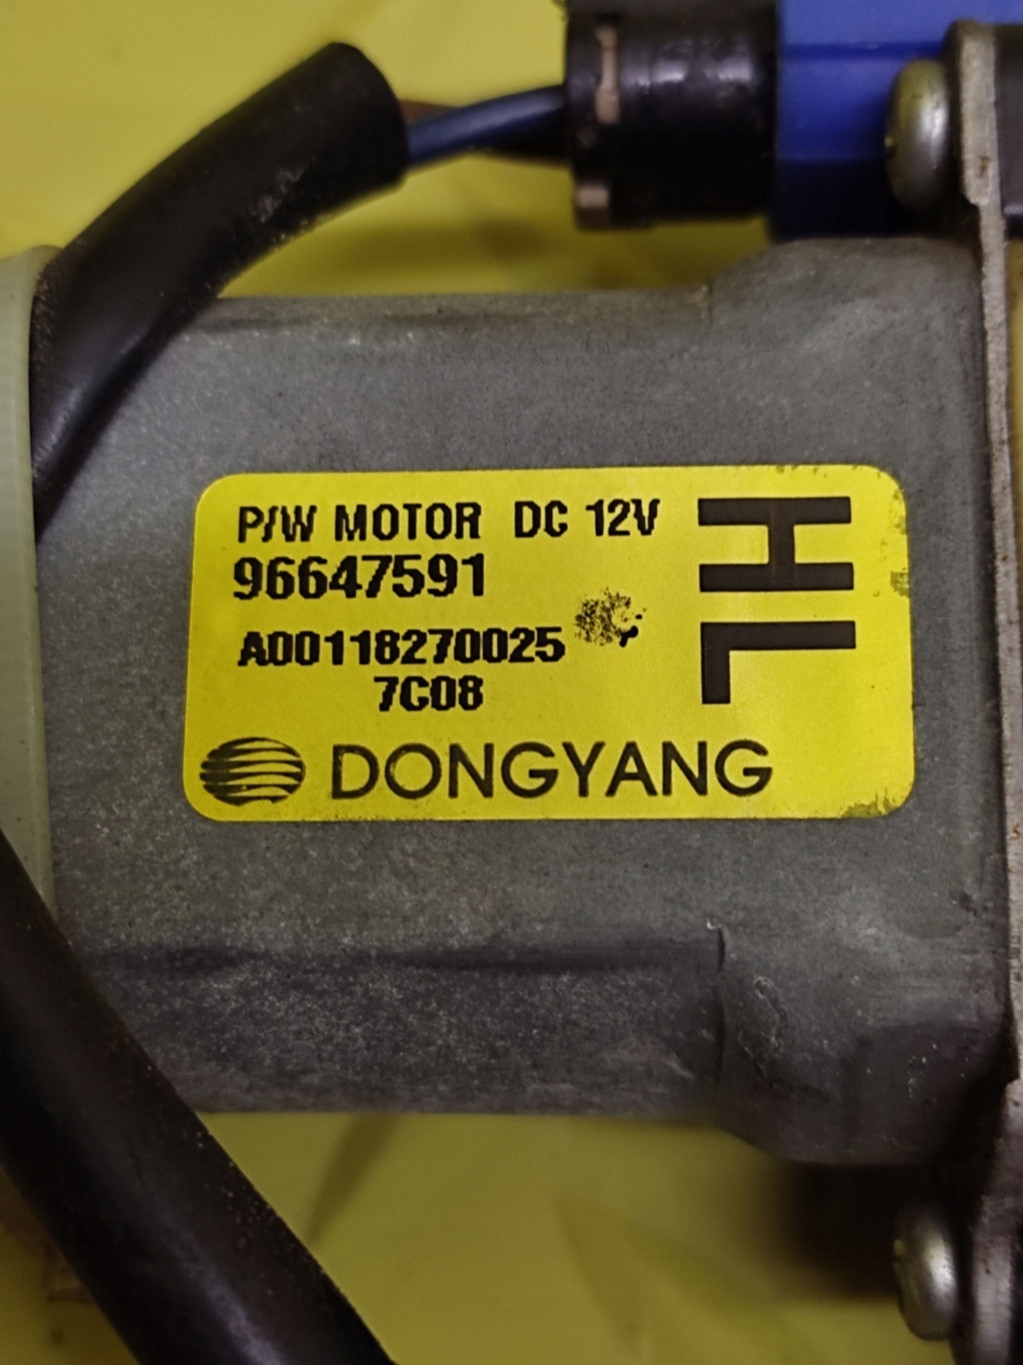 P/W MOTOR DC 12V
96647591
A00118270025
7C08
DONGYANG
HL